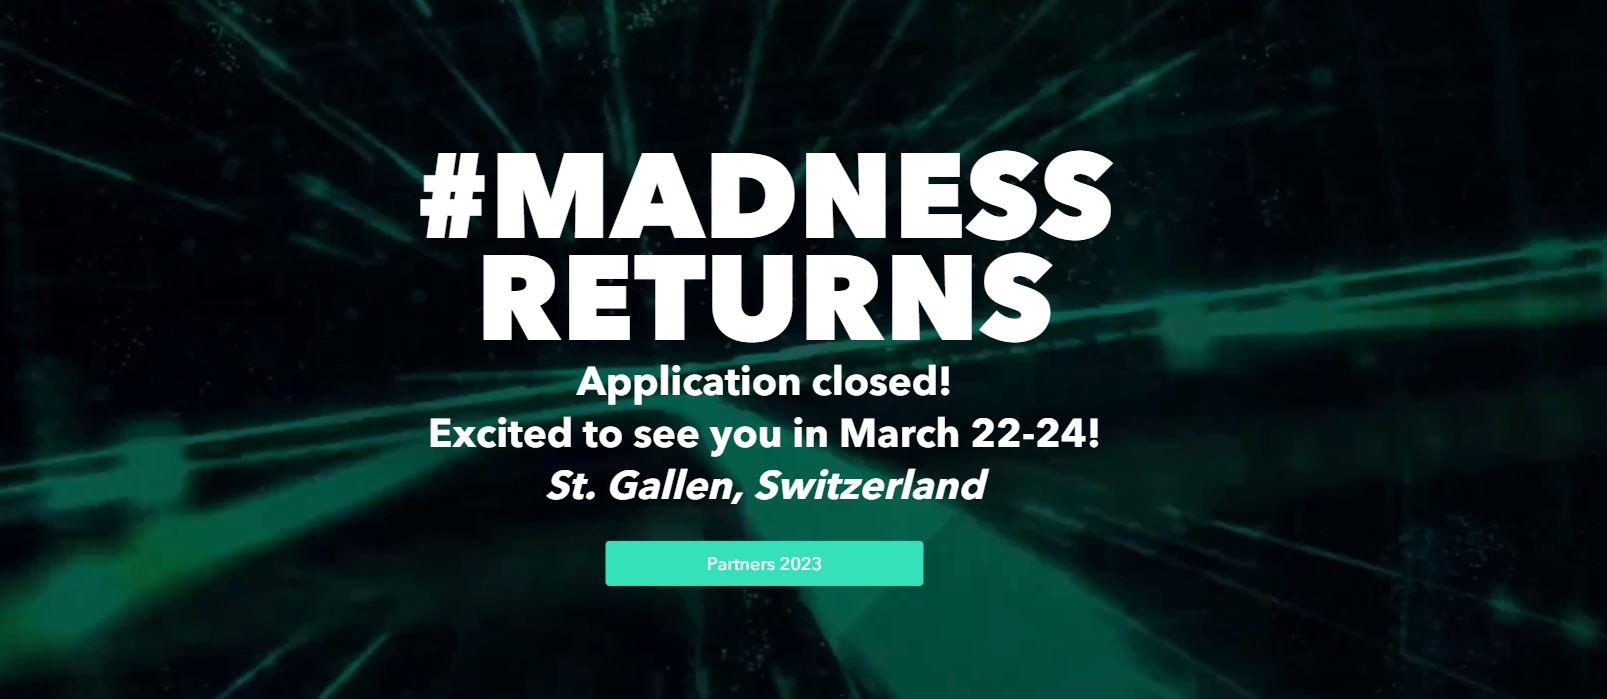 #MADNESS
RETURNS
Application closed!
Excited to see you in March 22-24!
St. Gallen, Switzerland
Partners 2023